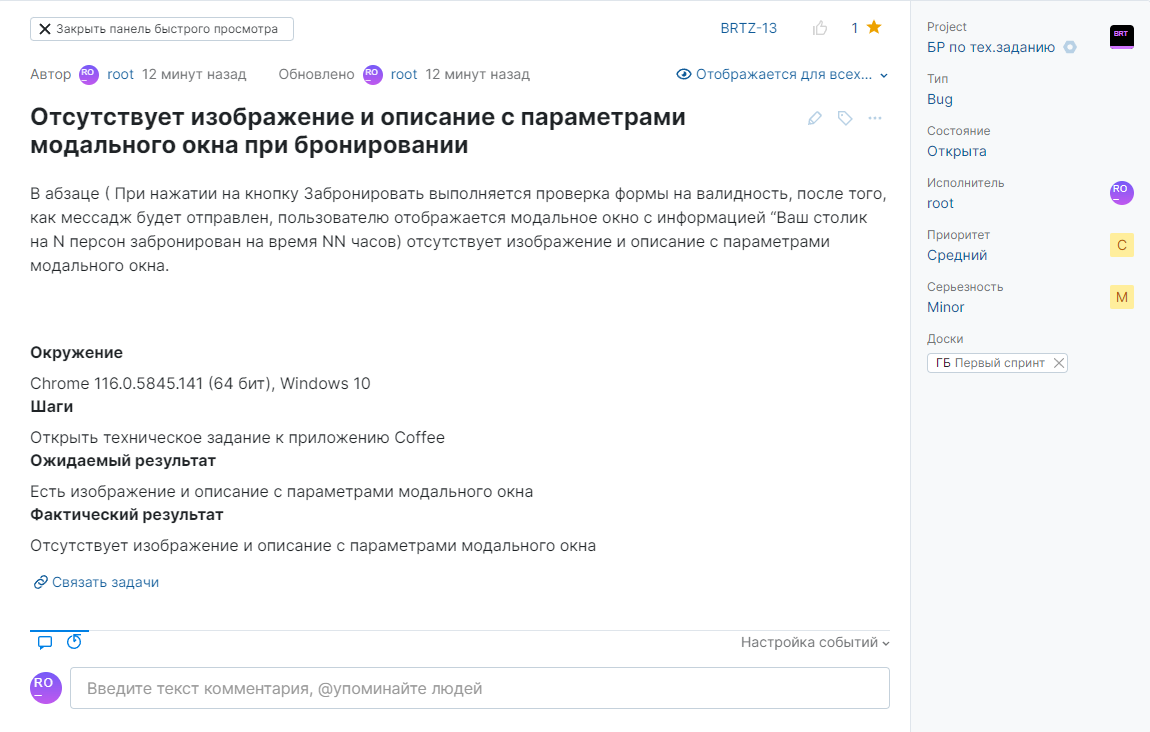 Закрыть панель быстрого просмотра
BRTZ-13
1
Автор RO root 12 минут назад Обновлено RO root 12 минут назад
Отображается для всех...
Отсутствует изображение и описание с параметрами
модального окна при бронировании
В абзаце ( При нажатии на кнопку Забронировать выполняется проверка формы на валидность, после того,
как мессадж будет отправлен, пользователю отображается модальное окно с информацией “Ваш столик
на N персон забронирован на время NN часов) отсутствует изображение и описание с параметрами
модального окна.
Окружение
Chrome 116.0.5845.141 (64 бит), Windows 10
Шаги
Открыть техническое задание к приложению Coffee
Ожидаемый результат
Есть изображение и описание с параметрами модального окна
Фактический результат
Отсутствует изображение и описание с параметрами модального окна
Связать задачи
Настройка событий
RO
Введите текст комментария, @упоминайте людей
Project
БР по тех.заданию
BRT
Тип
Bug
Состояние
Открыта
Исполнитель
root
RO
Приоритет
Средний
С
Серьезность
Minor
M
Доски
ГБ Первый спринт